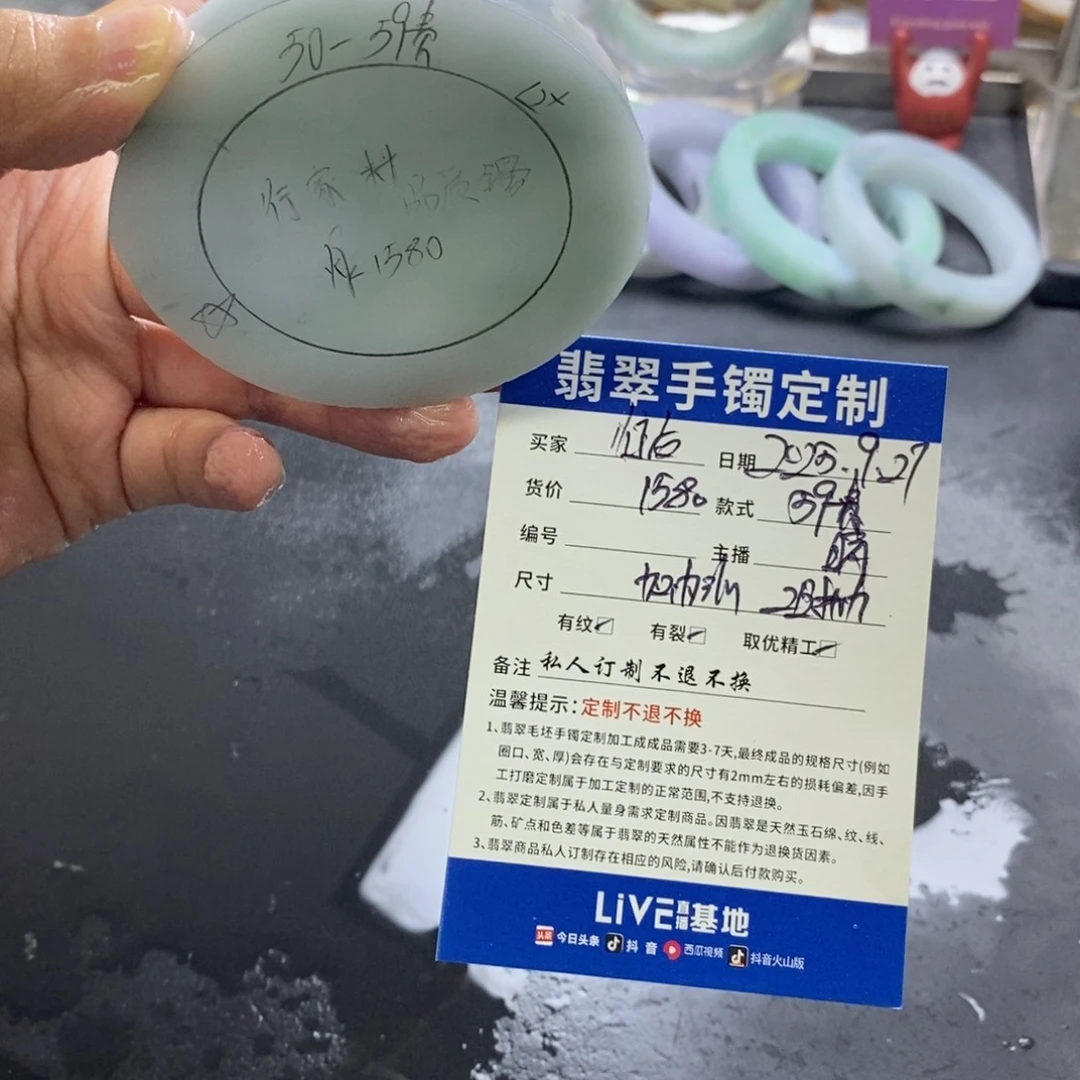 50-59贵
行家料
品质镯
1580
翡翠手镯定制
买家 日期 2025.9.27
货价 1580 款式 59贵
编号 主播
尺寸
有纹 有裂 取优精工
备注 私人订制不退不换
温馨提示:定制不退不换
1、翡翠毛坯手镯定制加工成成品需要3-7天,最终成品的规格尺寸(例如
圈口、宽、厚)会存在与定制要求的尺寸有2mm左右的损耗偏差,因手
工打磨定制属于加工定制的正常范围,不支持退换。
2、翡翠定制属于私人量身需求定制商品。因翡翠是天然玉石绵、纹、线、
筋、矿点和色差等属于翡翠的天然属性不能作为退换货因素。
3、翡翠商品私人订制存在相应的风险,请确认后付款购买。
LiVE直播基地
头条 今日头条 抖音 西瓜视频 抖音火山版